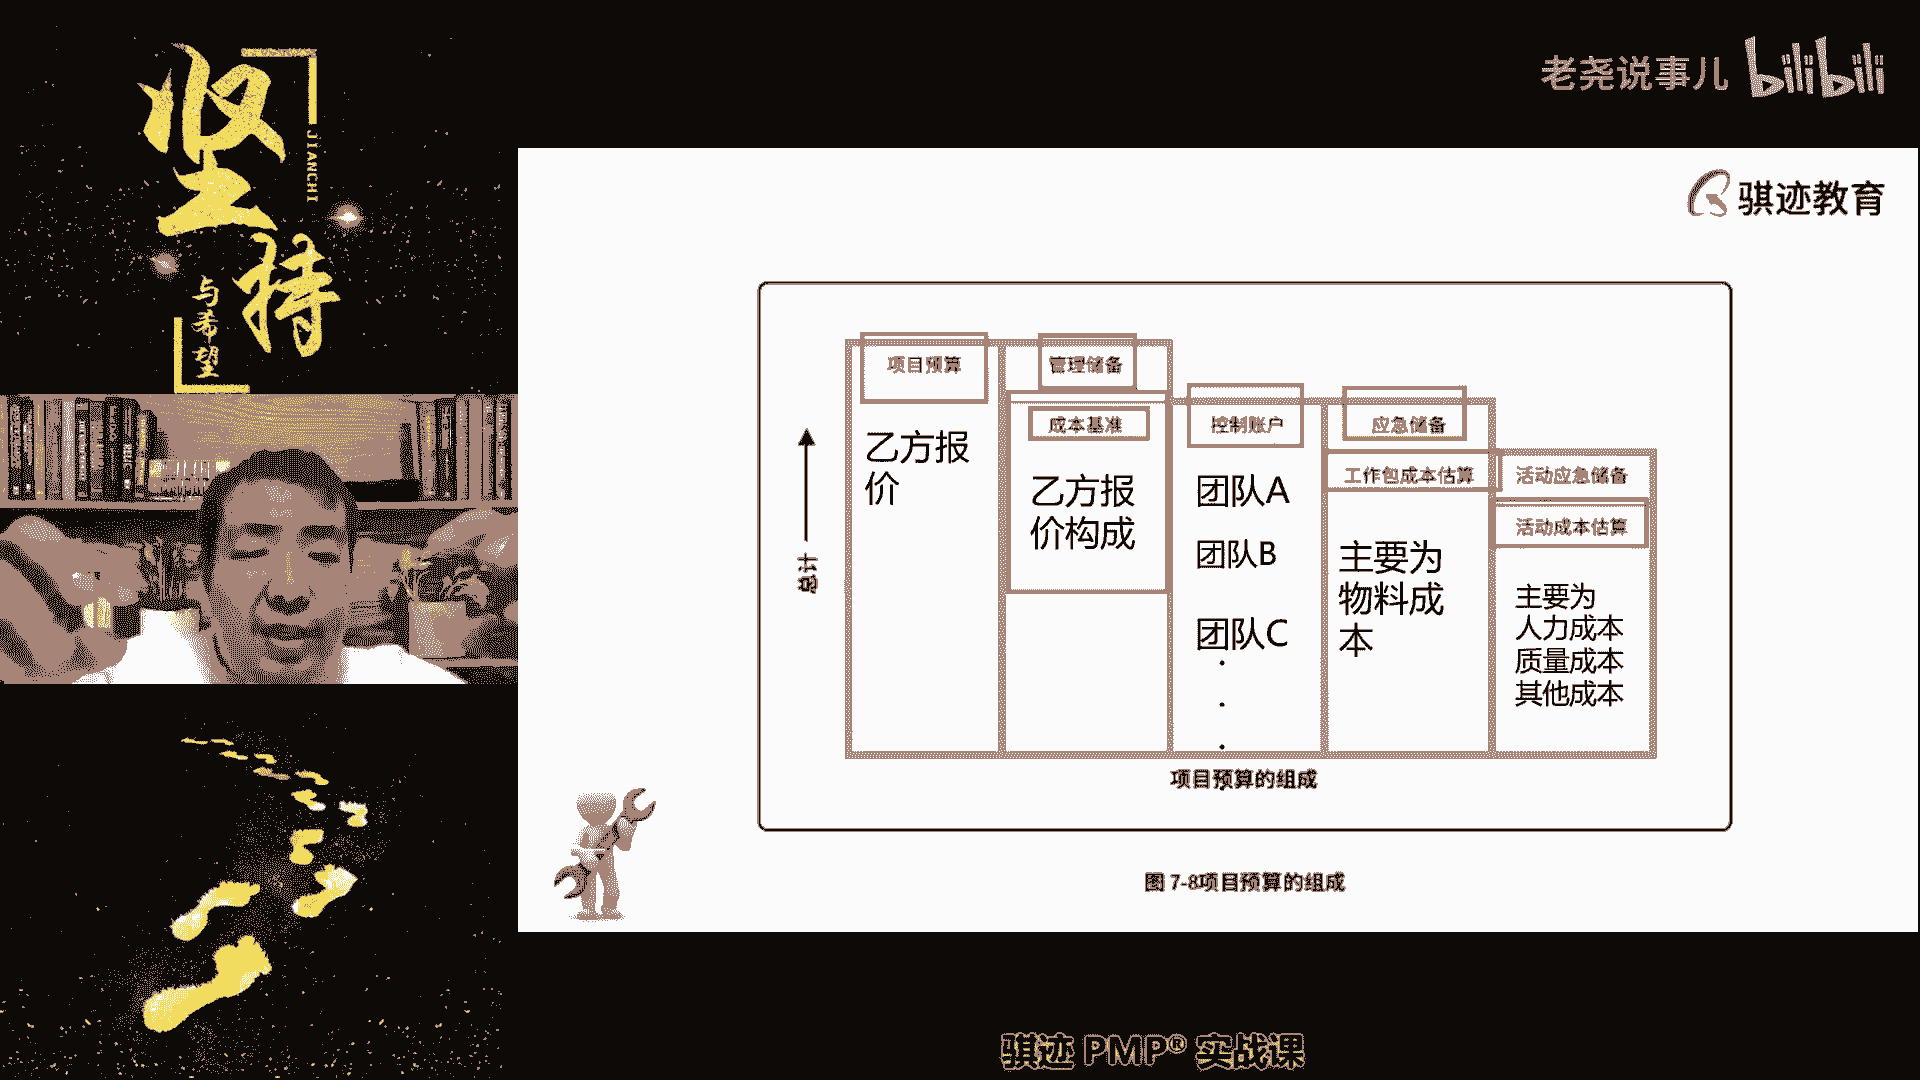 坚持
JIANCHI
与希望
老尧说事儿 bilibili
骐迹教育
项目预算
管理储备
成本基准
控制账户
应急储备
工作包成本估算
活动应急储备
活动成本估算
乙方报
价
乙方报
价构成
团队A
团队B
团队C
.
.
.
主要为
物料成
本
主要为
人力成本
质量成本
其他成本
总计
项目预算的组成
图 7-8项目预算的组成
骐迹 PMP® 实战课